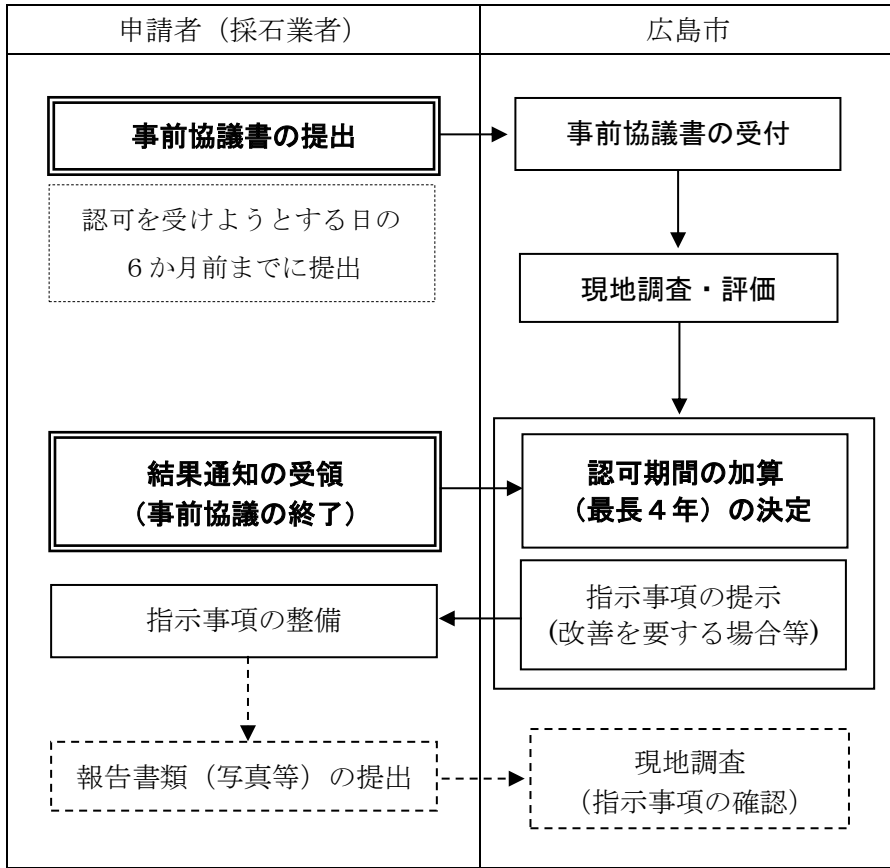 申請者（採石業者）
広島市
事前協議書の提出
事前協議書の受付
認可を受けようとする日の
６か月前までに提出
現地調査・評価
結果通知の受領
（事前協議の終了）
認可期間の加算
（最長４年）の決定
指示事項の整備
指示事項の提示
(改善を要する場合等)
報告書類（写真等）の提出
現地調査
（指示事項の確認）